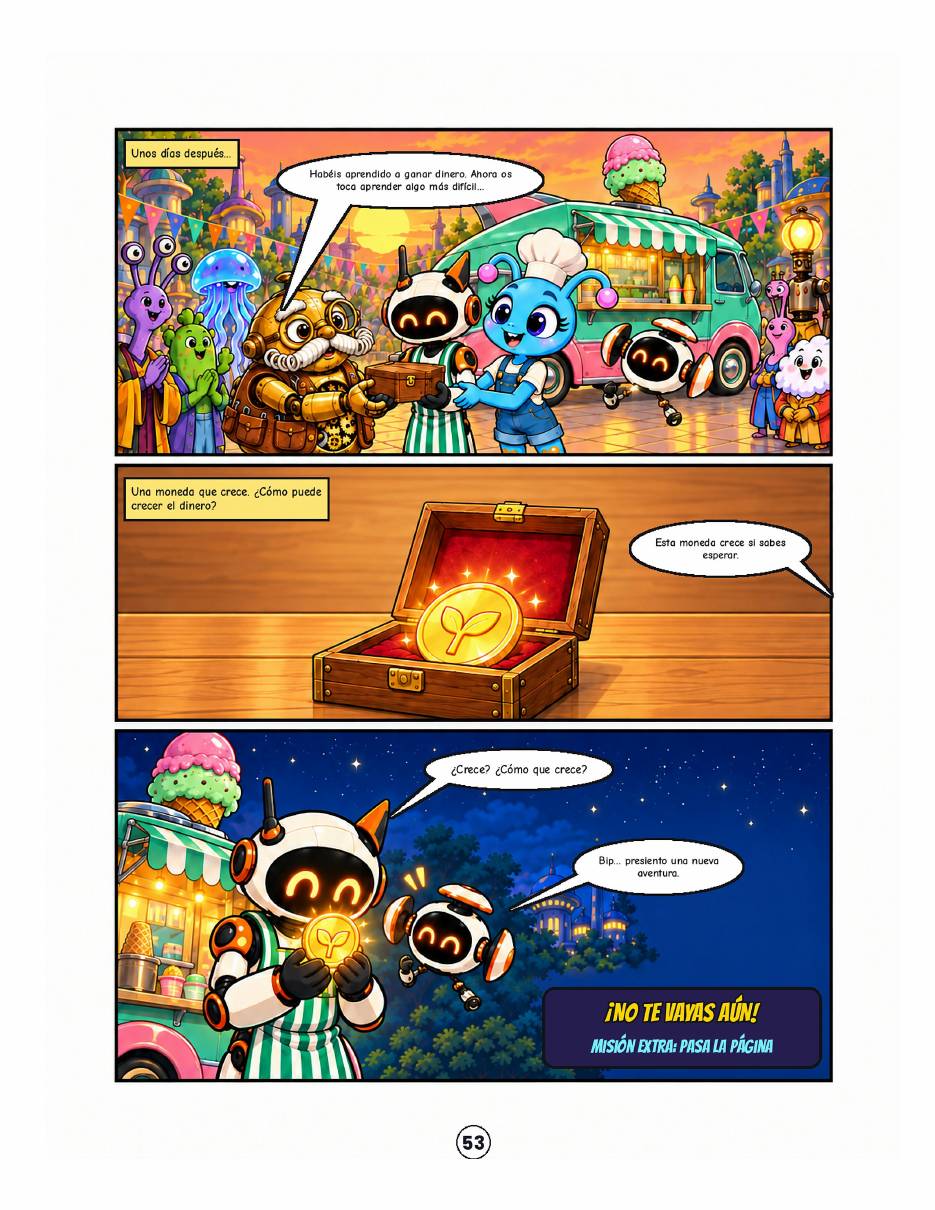 Unos días después...
Habéis aprendido a ganar dinero. Ahora os
toca aprender algo más difícil...
Una moneda que crece. ¿Cómo puede
crecer el dinero?
Esta moneda crece si sabes
esperar.
¿Crece? ¿Cómo que crece?
Bip... presiento una nueva
aventura.
¡NO TE VAYAS AÚN!
MISIÓN EXTRA: PASA LA PÁGINA
53